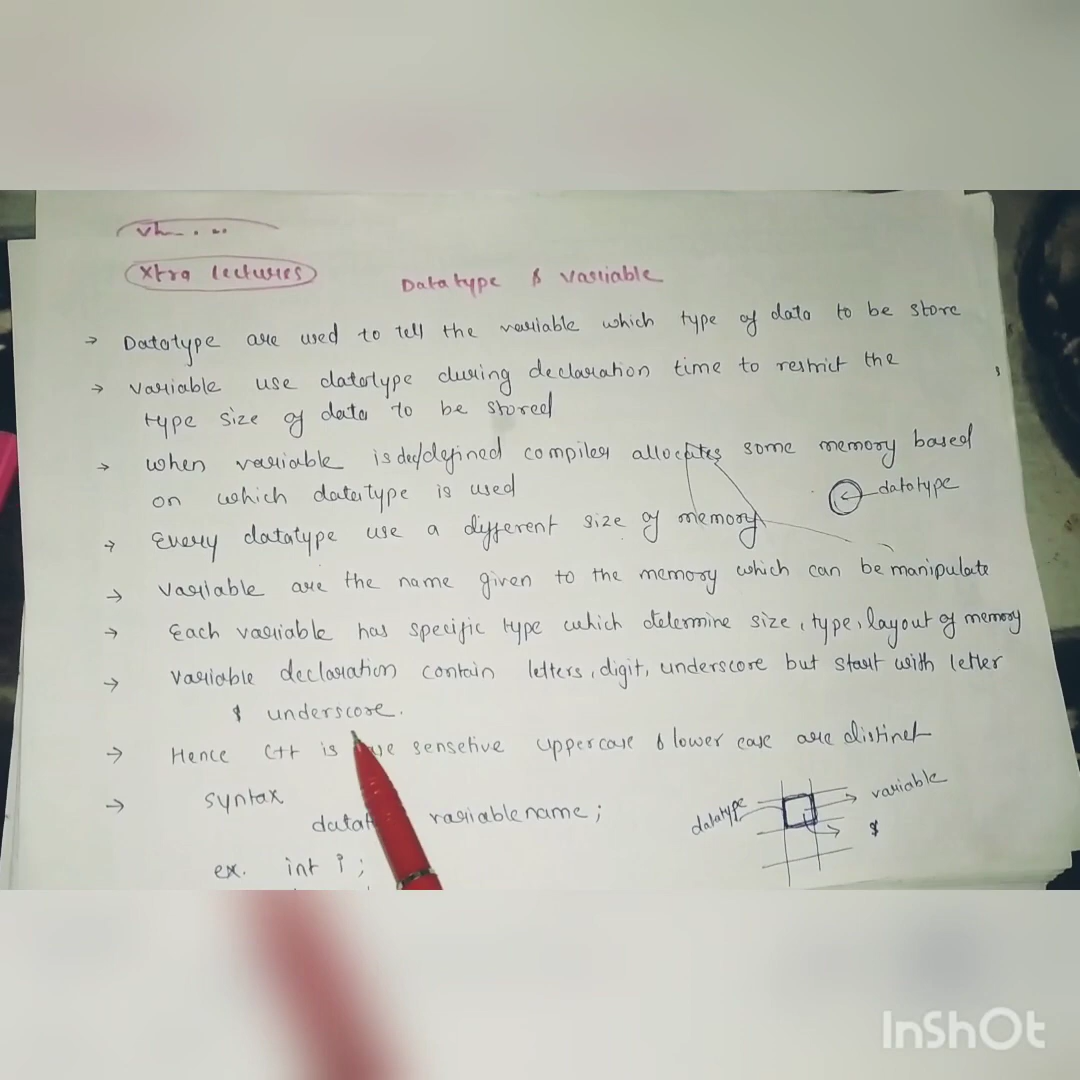 Xtra lectures
Datatype & variable
→ Datatype are used to tell the variable which type of data to be store
→ variable use datatype during declaration time to restrict the
type size of data to be stored
→ when variable is defined compiler allocates some memory based
on which datatype is used
datatype
→ Every datatype use a different size of memory
→ variable are the name given to the memory which can be manipulate
→ Each variable has specific type which determine size, type, layout of memory
→ variable declaration contain letters, digit, underscore but start with letter
& underscore.
→ Hence C++ is sensetive uppercase & lower case are distinct
→ syntax
variable name ;
ex. int i ;
datatype
variable
InShOt